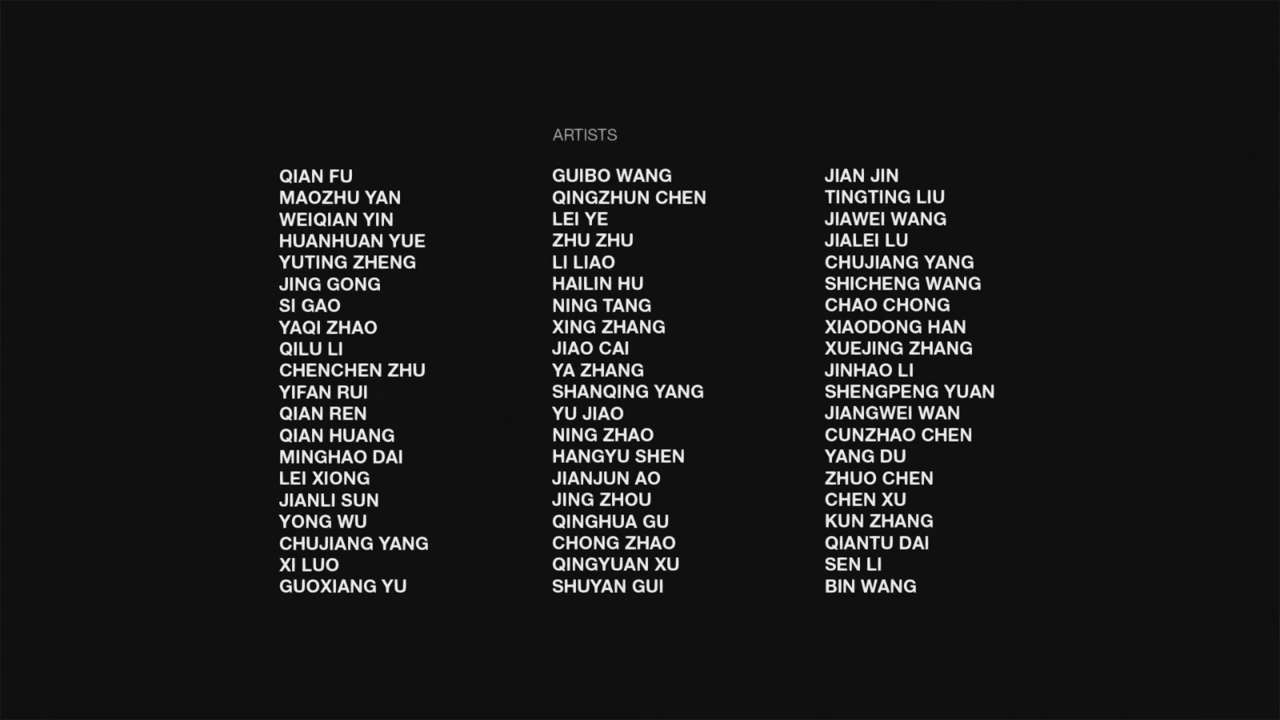 ARTISTS
QIAN FU
MAOZHU YAN
WEIQIAN YIN
HUANHUAN YUE
YUTING ZHENG
JING GONG
SI GAO
YAQI ZHAO
QILU LI
CHENCHEN ZHU
YIFAN RUI
QIAN REN
QIAN HUANG
MINGHAO DAI
LEI XIONG
JIANLI SUN
YONG WU
CHUJIANG YANG
XI LUO
GUOXIANG YU
GUIBO WANG
QINGZHUN CHEN
LEI YE
ZHU ZHU
LI LIAO
HAILIN HU
NING TANG
XING ZHANG
JIAO CAI
YA ZHANG
SHANQING YANG
YU JIAO
NING ZHAO
HANGYU SHEN
JIANJUN AO
JING ZHOU
QINGHUA GU
CHONG ZHAO
QINGYUAN XU
SHUYAN GUI
JIAN JIN
TINGTING LIU
JIAWEI WANG
JIALEI LU
CHUJIANG YANG
SHICHENG WANG
CHAO CHONG
XIAODONG HAN
XUEJING ZHANG
JINHAO LI
SHENGPENG YUAN
JIANGWEI WAN
CUNZHAO CHEN
YANG DU
ZHUO CHEN
CHEN XU
KUN ZHANG
QIANTU DAI
SEN LI
BIN WANG